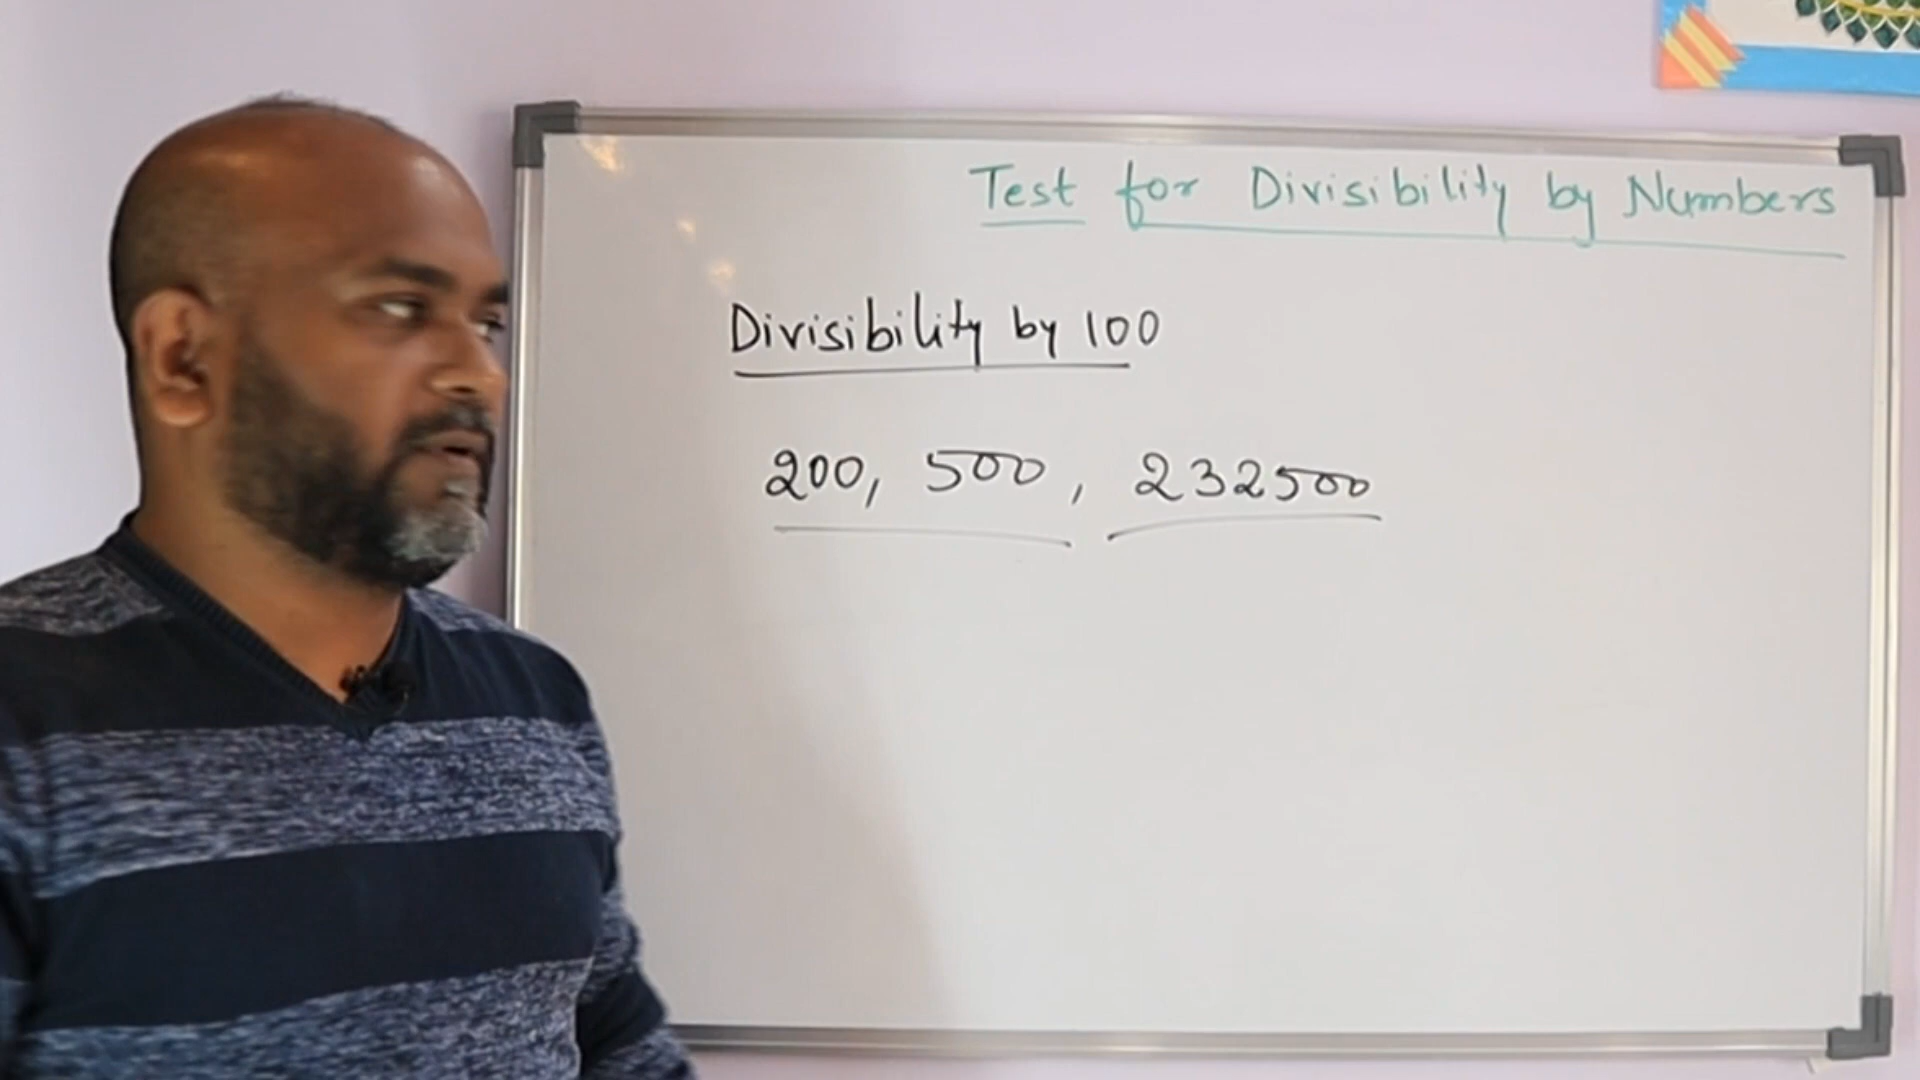 Test for Divisibility by Numbers
Divisibility by 100
200, 500, 232500